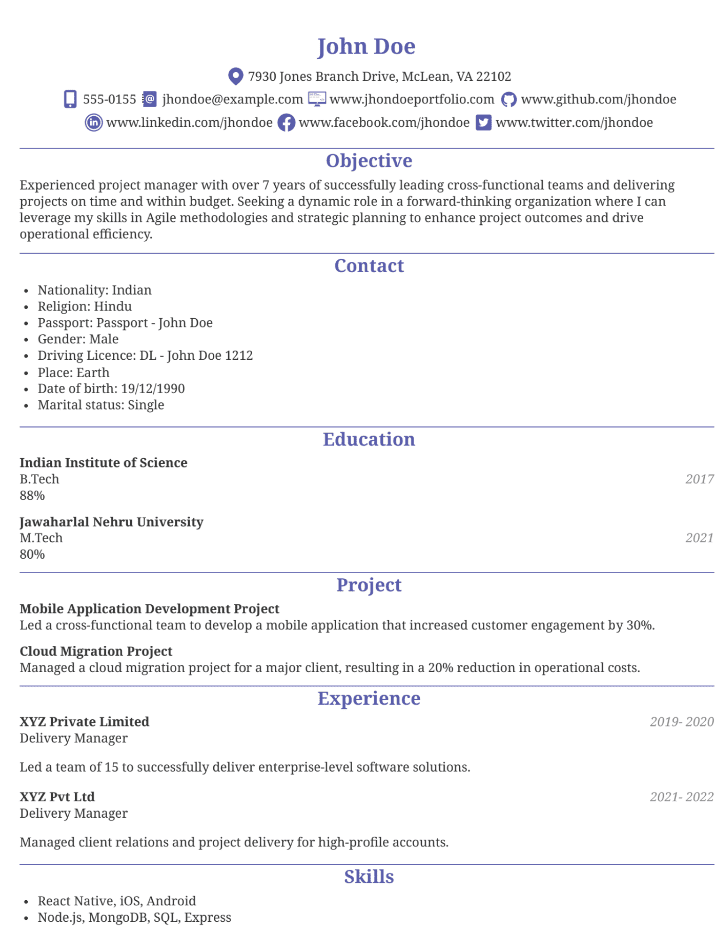 John Doe
7930 Jones Branch Drive, McLean, VA 22102
555-0155 jhondoe@example.com www.jhondoeportfolio.com www.github.com/jhondoe
www.linkedin.com/jhondoe www.facebook.com/jhondoe www.twitter.com/jhondoe
Objective
Experienced project manager with over 7 years of successfully leading cross-functional teams and delivering
projects on time and within budget. Seeking a dynamic role in a forward-thinking organization where I can
leverage my skills in Agile methodologies and strategic planning to enhance project outcomes and drive
operational efficiency.
Contact
• Nationality: Indian
• Religion: Hindu
• Passport: Passport - John Doe
• Gender: Male
• Driving Licence: DL - John Doe 1212
• Place: Earth
• Date of birth: 19/12/1990
• Marital status: Single
Education
Indian Institute of Science
B.Tech 2017
88%
Jawaharlal Nehru University
M.Tech 2021
80%
Project
Mobile Application Development Project
Led a cross-functional team to develop a mobile application that increased customer engagement by 30%.
Cloud Migration Project
Managed a cloud migration project for a major client, resulting in a 20% reduction in operational costs.
Experience
XYZ Private Limited 2019- 2020
Delivery Manager
Led a team of 15 to successfully deliver enterprise-level software solutions.
XYZ Pvt Ltd 2021- 2022
Delivery Manager
Managed client relations and project delivery for high-profile accounts.
Skills
• React Native, iOS, Android
• Node.js, MongoDB, SQL, Express